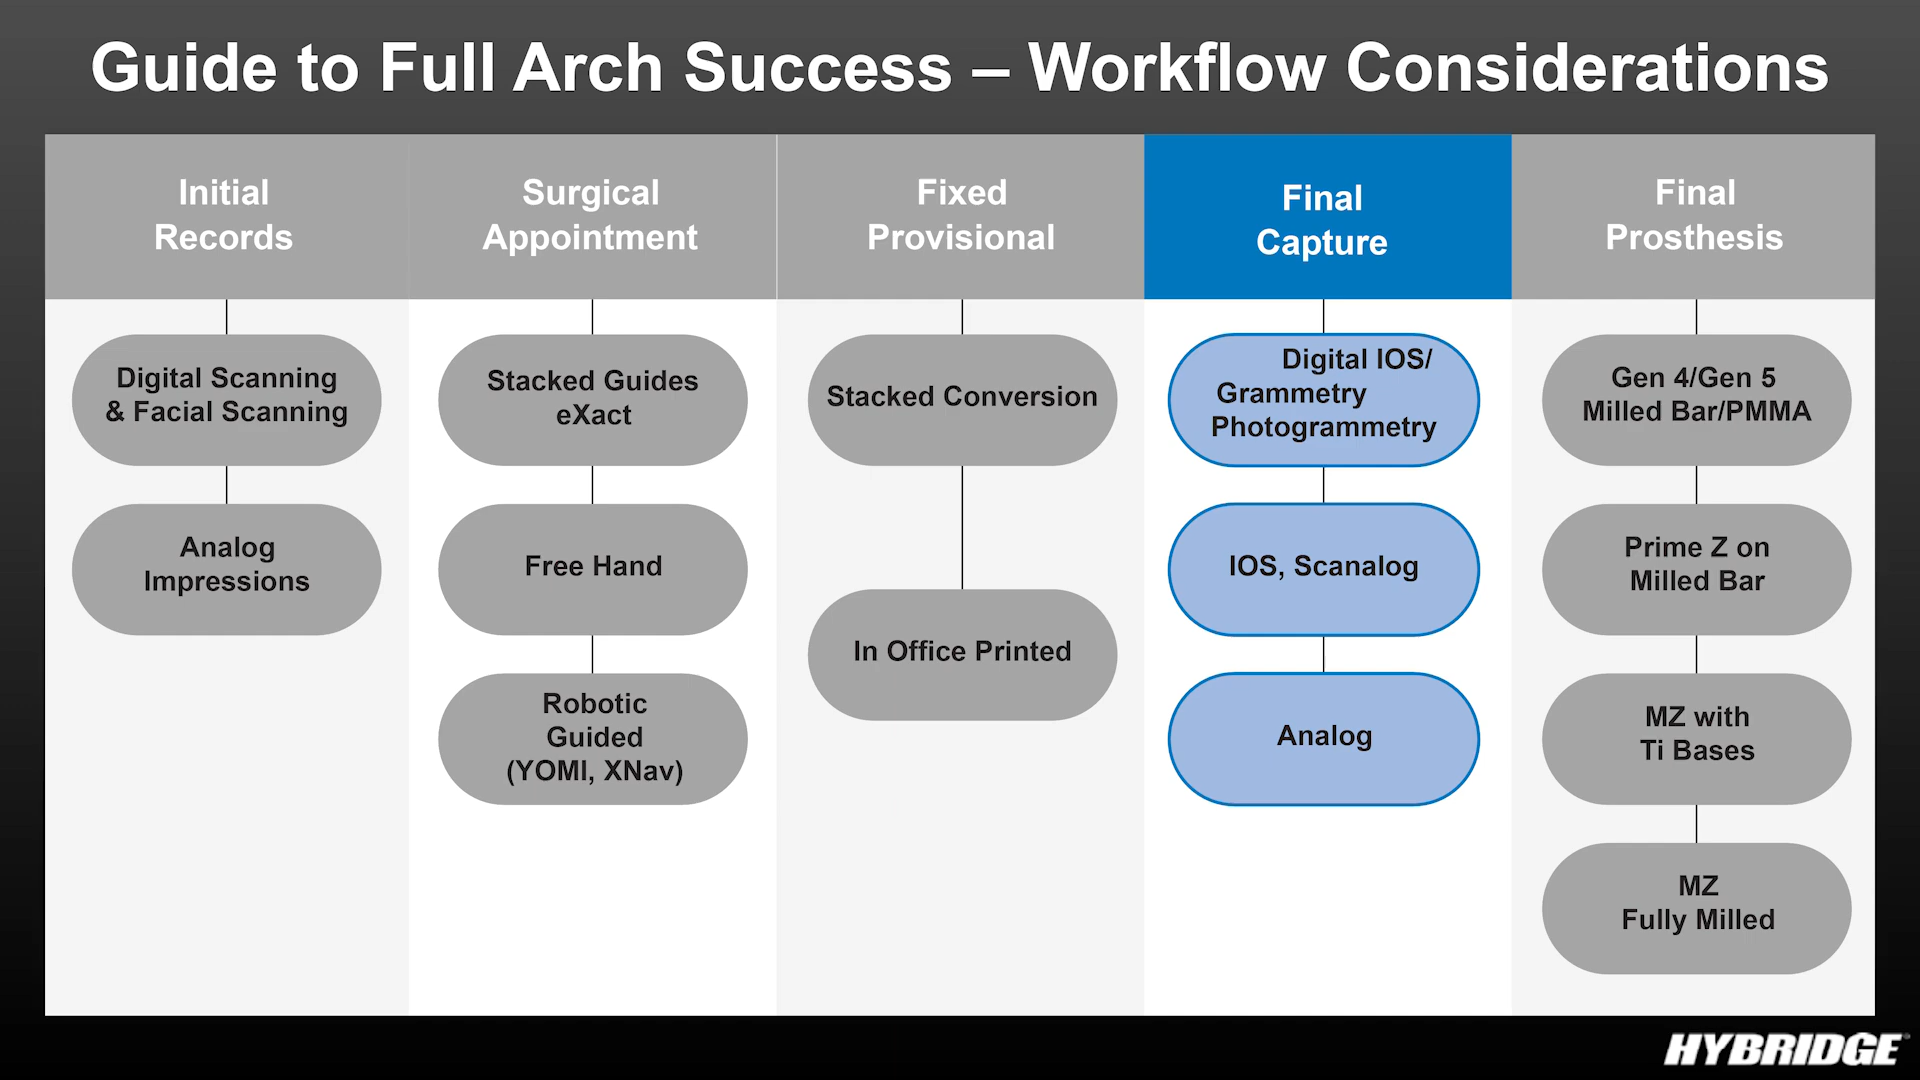 Guide to Full Arch Success – Workflow Considerations
Initial
Records
Surgical
Appointment
Fixed
Provisional
Final
Capture
Final
Prosthesis
Digital Scanning
& Facial Scanning
Analog
Impressions
Stacked Guides
eXact
Free Hand
Robotic
Guided
(YOMI, XNav)
Stacked Conversion
In Office Printed
Digital IOS/
Grammetry
Photogrammetry
IOS, Scanalog
Analog
Gen 4/Gen 5
Milled Bar/PMMA
Prime Z on
Milled Bar
MZ with
Ti Bases
MZ
Fully Milled
HYBRIDGE